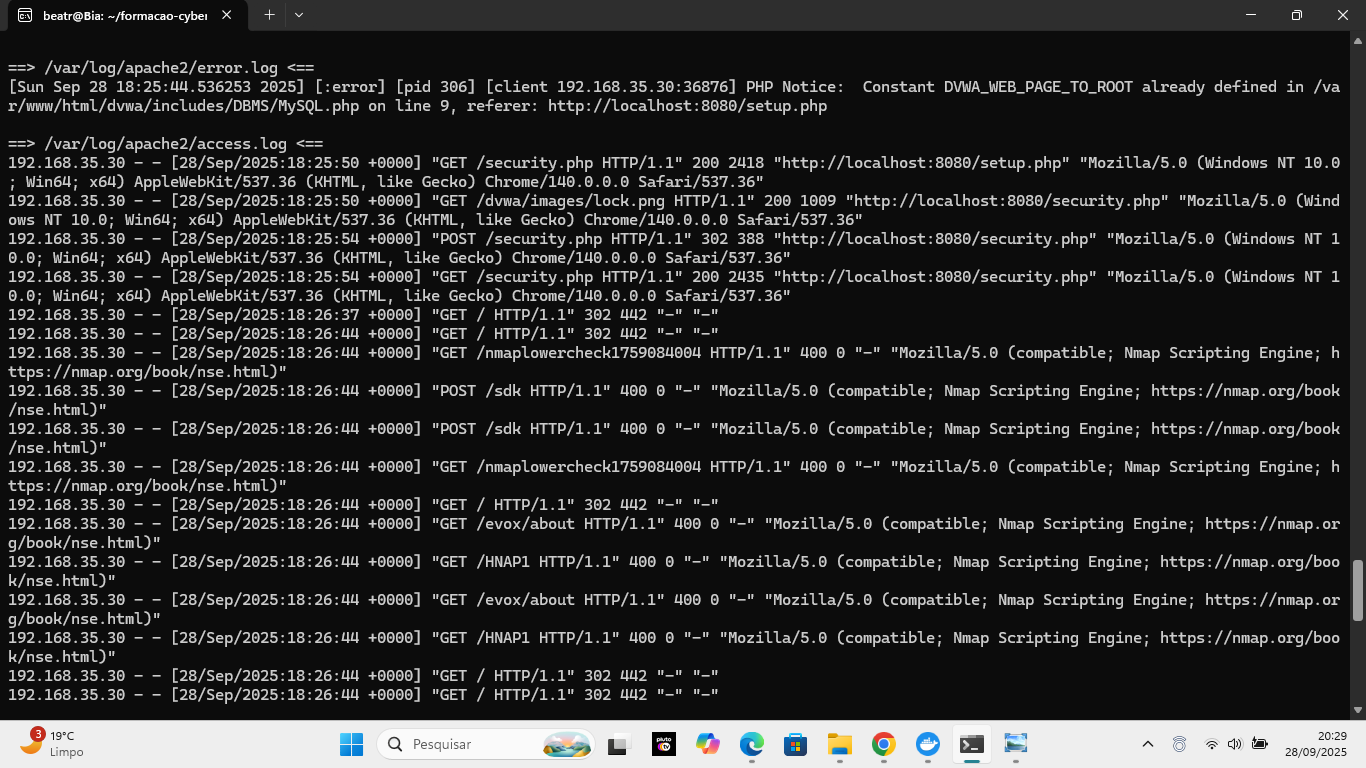 beatr@Bia: ~/formacao-cyber
==> /var/log/apache2/error.log <==
[Sun Sep 28 18:25:44.536253 2025] [:error] [pid 306] [client 192.168.35.30:36876] PHP Notice:  Constant DVWA_WEB_PAGE_TO_ROOT already defined in /va
r/www/html/dvwa/includes/DBMS/MySQL.php on line 9, referer: http://localhost:8080/setup.php
==> /var/log/apache2/access.log <==
192.168.35.30 - - [28/Sep/2025:18:25:50 +0000] "GET /security.php HTTP/1.1" 200 2418 "http://localhost:8080/setup.php" "Mozilla/5.0 (Windows NT 10.0
; Win64; x64) AppleWebKit/537.36 (KHTML, like Gecko) Chrome/140.0.0.0 Safari/537.36"
192.168.35.30 - - [28/Sep/2025:18:25:50 +0000] "GET /dvwa/images/lock.png HTTP/1.1" 200 1009 "http://localhost:8080/security.php" "Mozilla/5.0 (Wind
ows NT 10.0; Win64; x64) AppleWebKit/537.36 (KHTML, like Gecko) Chrome/140.0.0.0 Safari/537.36"
192.168.35.30 - - [28/Sep/2025:18:25:54 +0000] "POST /security.php HTTP/1.1" 302 388 "http://localhost:8080/security.php" "Mozilla/5.0 (Windows NT 1
0.0; Win64; x64) AppleWebKit/537.36 (KHTML, like Gecko) Chrome/140.0.0.0 Safari/537.36"
192.168.35.30 - - [28/Sep/2025:18:25:54 +0000] "GET /security.php HTTP/1.1" 200 2435 "http://localhost:8080/security.php" "Mozilla/5.0 (Windows NT 1
0.0; Win64; x64) AppleWebKit/537.36 (KHTML, like Gecko) Chrome/140.0.0.0 Safari/537.36"
192.168.35.30 - - [28/Sep/2025:18:26:37 +0000] "GET / HTTP/1.1" 302 442 "-" "-"
192.168.35.30 - - [28/Sep/2025:18:26:44 +0000] "GET / HTTP/1.1" 302 442 "-" "-"
192.168.35.30 - - [28/Sep/2025:18:26:44 +0000] "GET /nmaplowercheck1759084004 HTTP/1.1" 400 0 "-" "Mozilla/5.0 (compatible; Nmap Scripting Engine; h
ttps://nmap.org/book/nse.html)"
192.168.35.30 - - [28/Sep/2025:18:26:44 +0000] "POST /sdk HTTP/1.1" 400 0 "-" "Mozilla/5.0 (compatible; Nmap Scripting Engine; https://nmap.org/book
/nse.html)"
192.168.35.30 - - [28/Sep/2025:18:26:44 +0000] "POST /sdk HTTP/1.1" 400 0 "-" "Mozilla/5.0 (compatible; Nmap Scripting Engine; https://nmap.org/book
/nse.html)"
192.168.35.30 - - [28/Sep/2025:18:26:44 +0000] "GET /nmaplowercheck1759084004 HTTP/1.1" 400 0 "-" "Mozilla/5.0 (compatible; Nmap Scripting Engine; h
ttps://nmap.org/book/nse.html)"
192.168.35.30 - - [28/Sep/2025:18:26:44 +0000] "GET / HTTP/1.1" 302 442 "-" "-"
192.168.35.30 - - [28/Sep/2025:18:26:44 +0000] "GET /evox/about HTTP/1.1" 400 0 "-" "Mozilla/5.0 (compatible; Nmap Scripting Engine; https://nmap.or
g/book/nse.html)"
192.168.35.30 - - [28/Sep/2025:18:26:44 +0000] "GET /HNAP1 HTTP/1.1" 400 0 "-" "Mozilla/5.0 (compatible; Nmap Scripting Engine; https://nmap.org/boo
k/nse.html)"
192.168.35.30 - - [28/Sep/2025:18:26:44 +0000] "GET /evox/about HTTP/1.1" 400 0 "-" "Mozilla/5.0 (compatible; Nmap Scripting Engine; https://nmap.or
g/book/nse.html)"
192.168.35.30 - - [28/Sep/2025:18:26:44 +0000] "GET /HNAP1 HTTP/1.1" 400 0 "-" "Mozilla/5.0 (compatible; Nmap Scripting Engine; https://nmap.org/boo
k/nse.html)"
192.168.35.30 - - [28/Sep/2025:18:26:44 +0000] "GET / HTTP/1.1" 302 442 "-" "-"
192.168.35.30 - - [28/Sep/2025:18:26:44 +0000] "GET / HTTP/1.1" 302 442 "-" "-"
3
19°C
Limpo
Pesquisar
pluto tv
20:29
28/09/2025